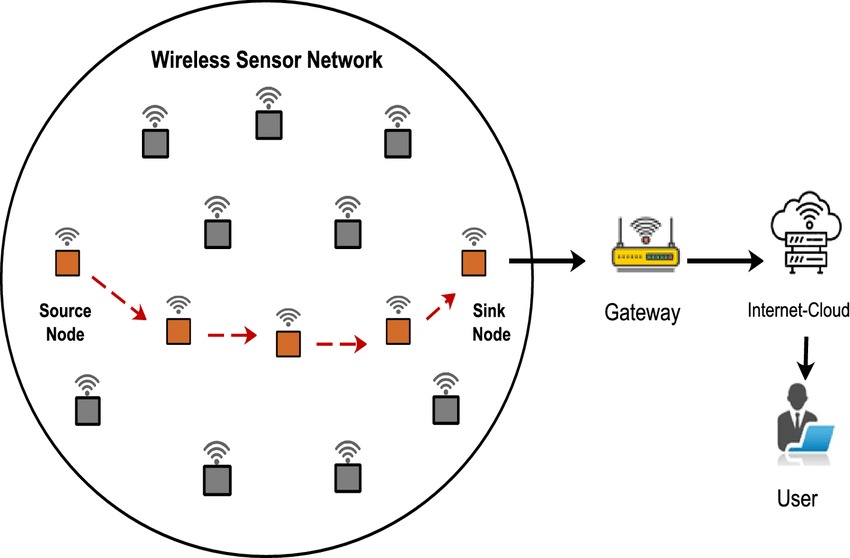 Wireless Sensor Network
Source
Node
Sink
Node
Gateway
Internet-Cloud
User